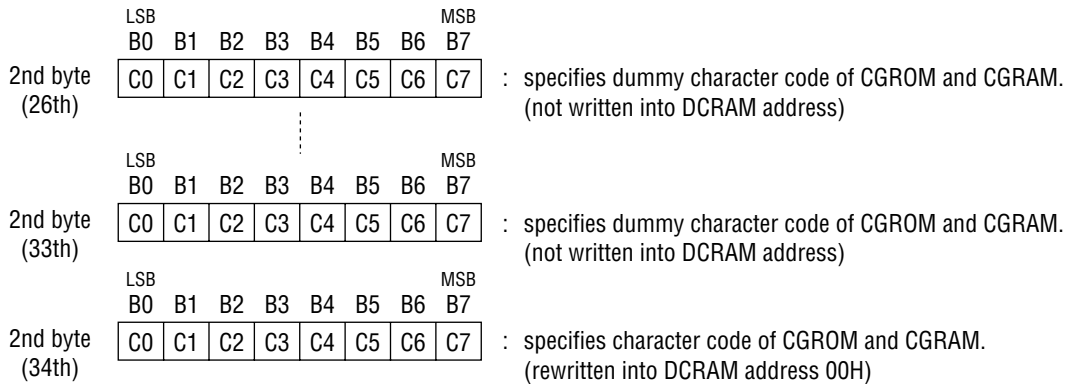 LSB MSB
B0 B1 B2 B3 B4 B5 B6 B7
2nd byte C0 C1 C2 C3 C4 C5 C6 C7 : specifies dummy character code of CGROM and CGRAM.
(26th) (not written into DCRAM address)
LSB MSB
B0 B1 B2 B3 B4 B5 B6 B7
2nd byte C0 C1 C2 C3 C4 C5 C6 C7 : specifies dummy character code of CGROM and CGRAM.
(33th) (not written into DCRAM address)
LSB MSB
B0 B1 B2 B3 B4 B5 B6 B7
2nd byte C0 C1 C2 C3 C4 C5 C6 C7 : specifies character code of CGROM and CGRAM.
(34th) (rewritten into DCRAM address 00H)